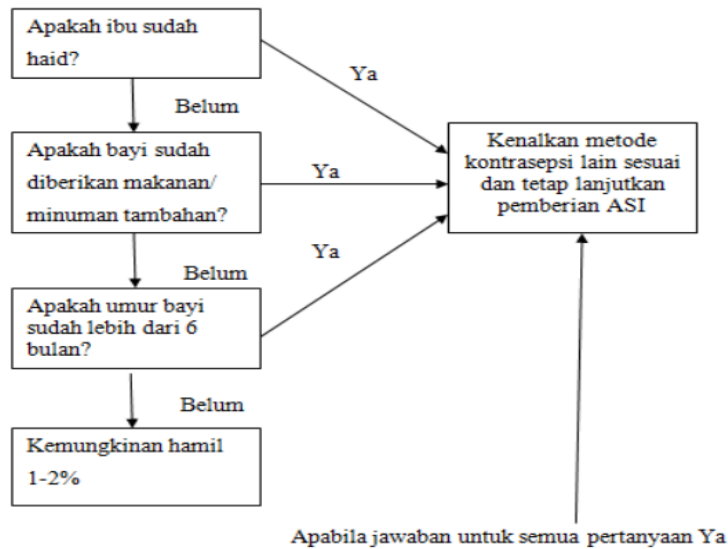 Apakah ibu sudah
haid?
Ya
Belum
Apakah bayi sudah
diberikan makanan/
minuman tambahan?
Ya
Kenalkan metode
kontrasepsi lain sesuai
dan tetap lanjutkan
pemberian ASI
Belum
Ya
Apakah umur bayi
sudah lebih dari 6
bulan?
Belum
Kemungkinan hamil
1-2%
Apabila jawaban untuk semua pertanyaan Ya